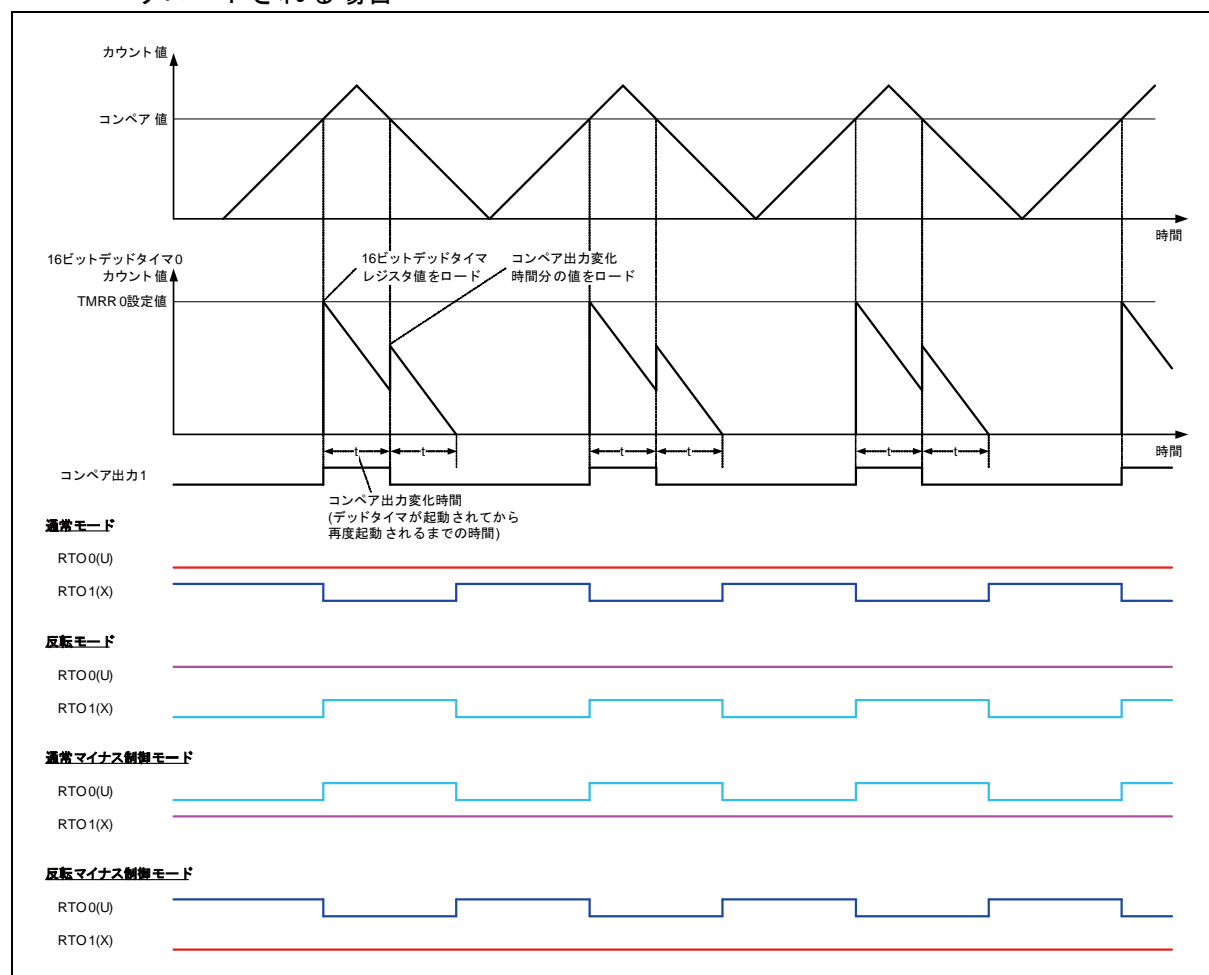 カウント値
コンペア 値
時間
16ビットデッドタイマ0
カウント値
16ビットデッドタイマ
レジスタ値をロード
コンペア出力変化
時間分の値をロード
TMRR 0設定値
t t t t t t
時間
コンペア出力1
コンペア出力変化時間
(デッドタイマが起動されてから
再度起動されるまでの時間)
通常モード
RTO0(U)
RTO1(X)
反転モード
RTO0(U)
RTO1(X)
通常マイナス制御モード
RTO0(U)
RTO1(X)
反転マイナス制御モード
RTO0(U)
RTO1(X)